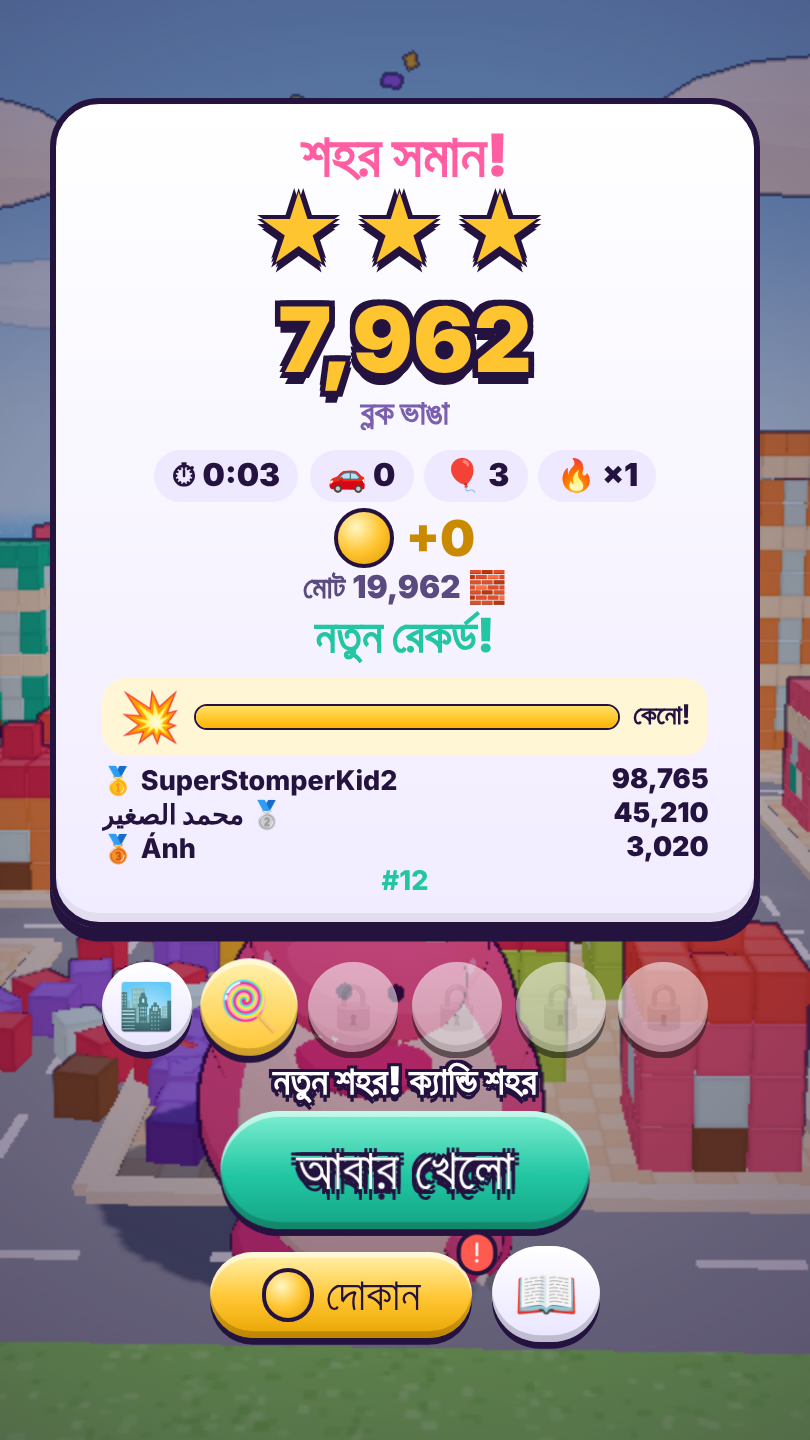 শহর সমান!
7,962
ব্লক ভাঙা
0:03 0 3 ×1
+0
মোট 19,962
নতুন রেকর্ড!
কেনো!
SuperStomperKid2 98,765
محمد الصغير 45,210
Ánh 3,020
#12
নতুন শহর! ক্যান্ডি শহর
আবার খেলো
!
দোকান